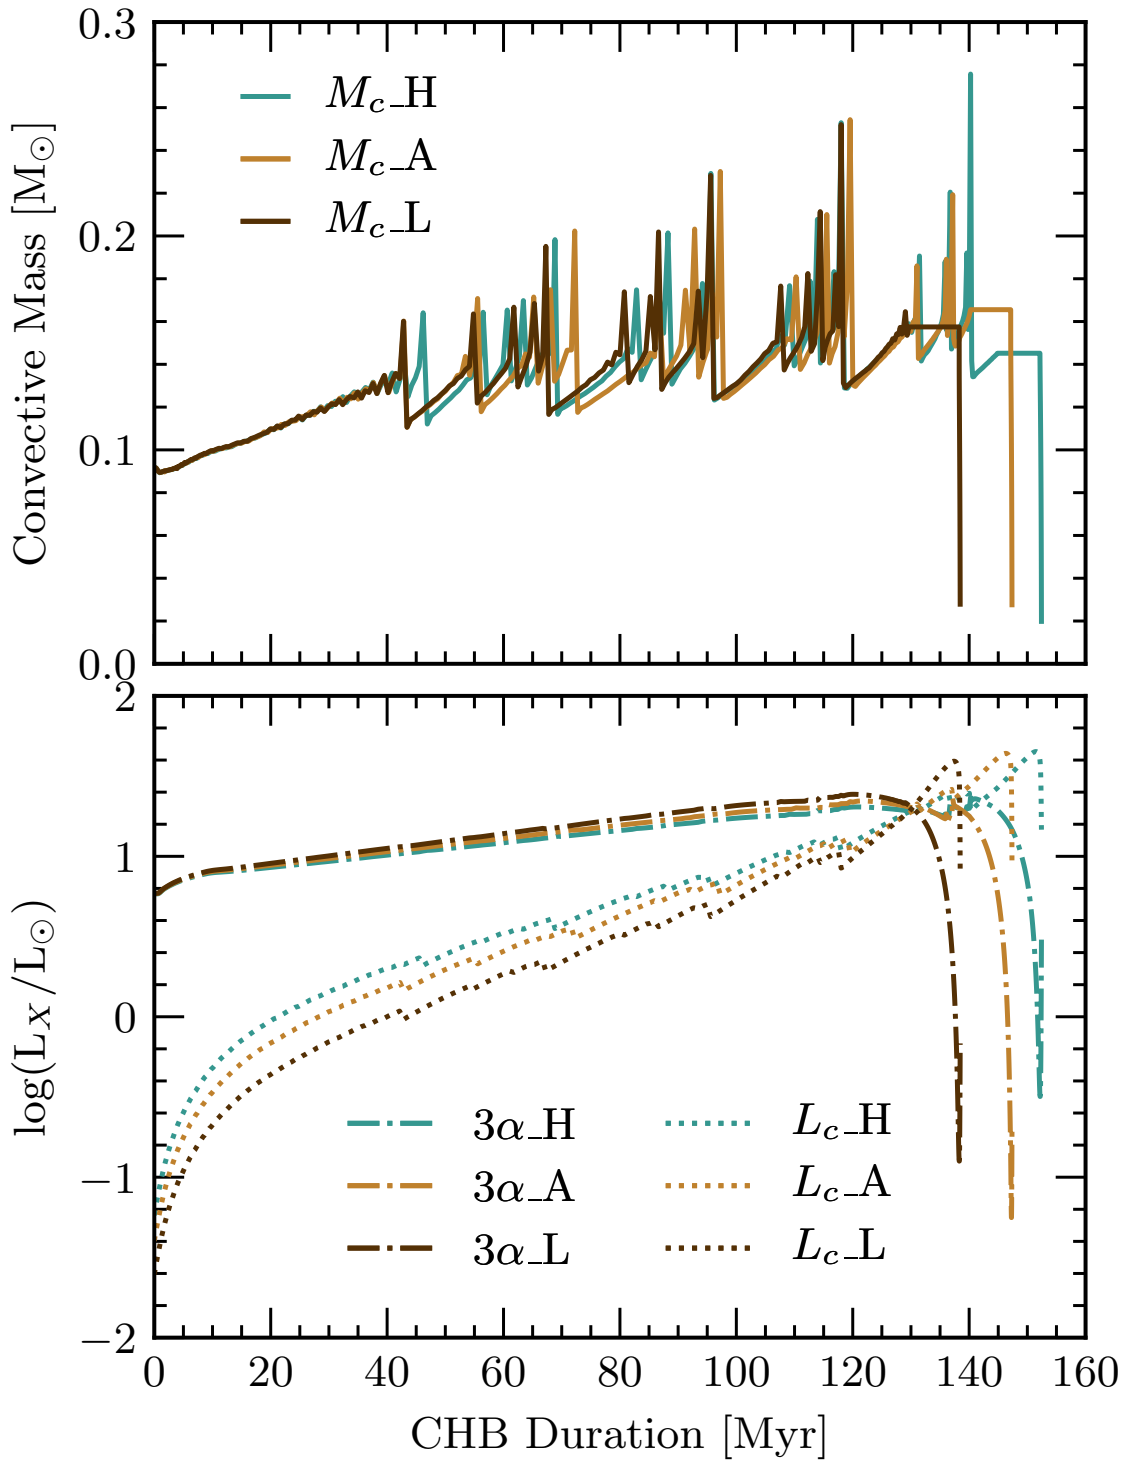 0.3
0.2
0.1
0.0
Convective Mass [M⊙]
M_c_H
M_c_A
M_c_L
2
1
0
−1
−2
log(L_X/L⊙)
3α_H
3α_A
3α_L
L_c_H
L_c_A
L_c_L
0 20 40 60 80 100 120 140 160
CHB Duration [Myr]